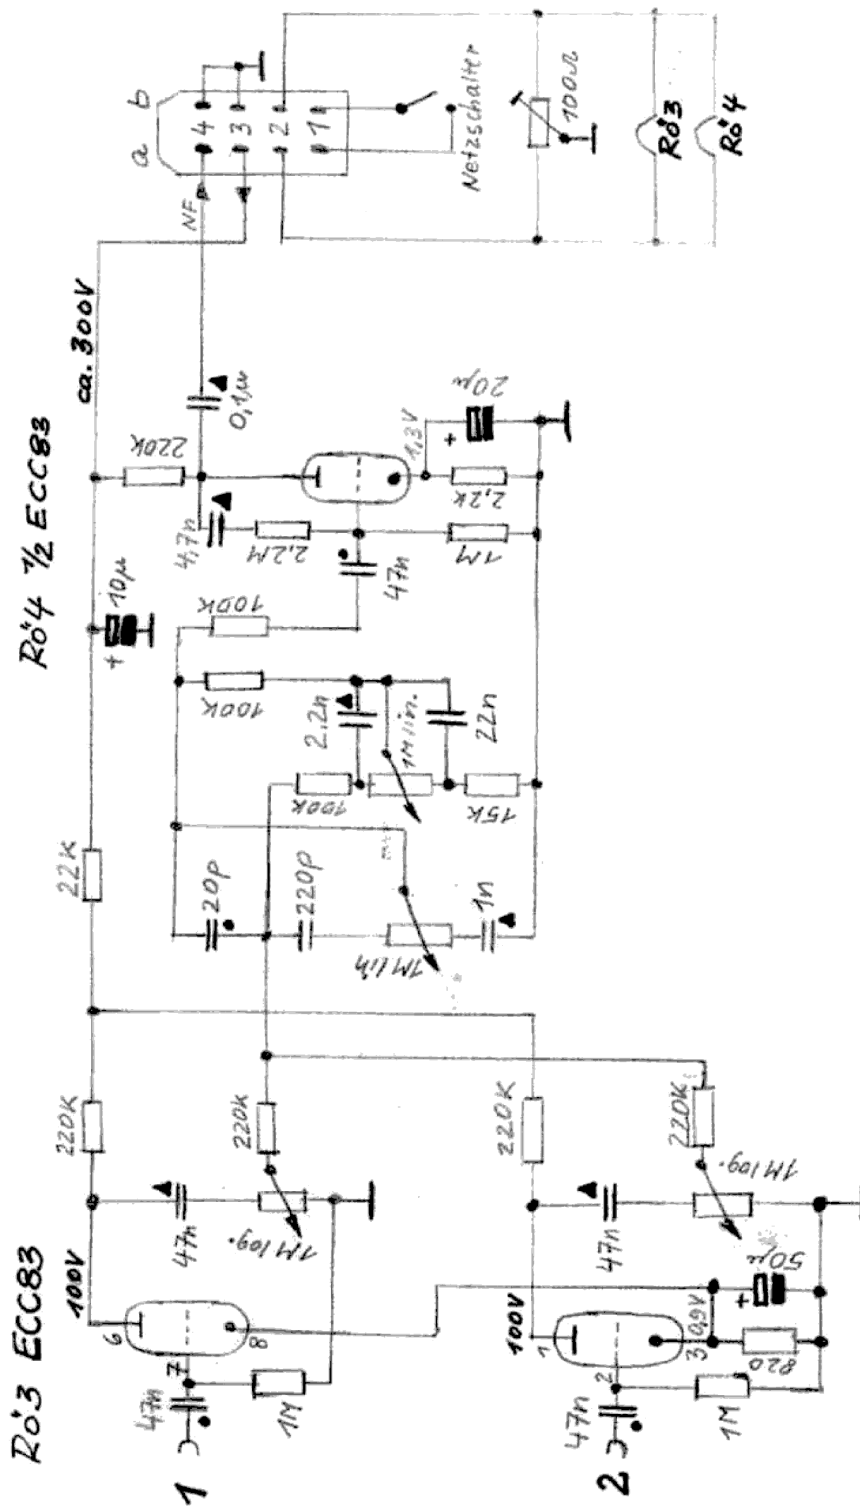 Rö3 ECC83
Rö4 1/2 ECC83
100V
220K
22K
+
10µ
ca. 300V
NF
a
b
4
3
2
1
Netzschalter
100Ω
Rö3
Rö4
1
47n
7
6
8
1M
47n
1M log.
220K
20p
220p
1M lin
1n
100K
2,2n
1M lin.
22n
15K
100K
100K
47n
4,7n
2,2M
1M
220K
0,1µ
1,3V
2,2K
+
20µ
2
47n
2
1
3
100V
0,9V
1M
820
+
50µ
220K
47n
1M log.
220K